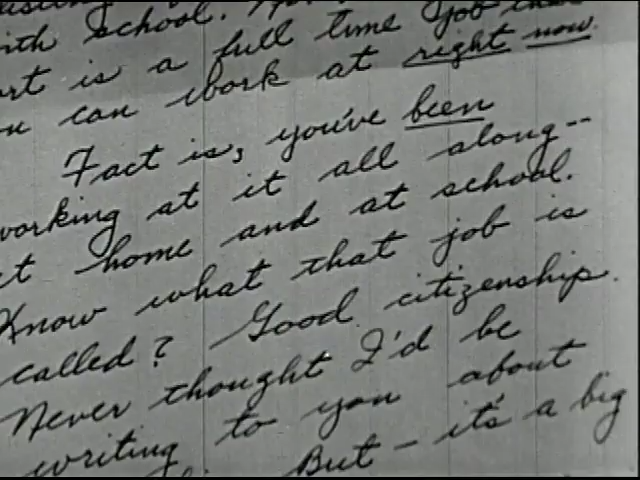 with school.
rt is a full time job that
u can work at right now.
Fact is, you've been
working at it all along--
at home and at school.
Know what that job is
called? Good citizenship.
Never thought I'd be
writing to you about
But - it's a big